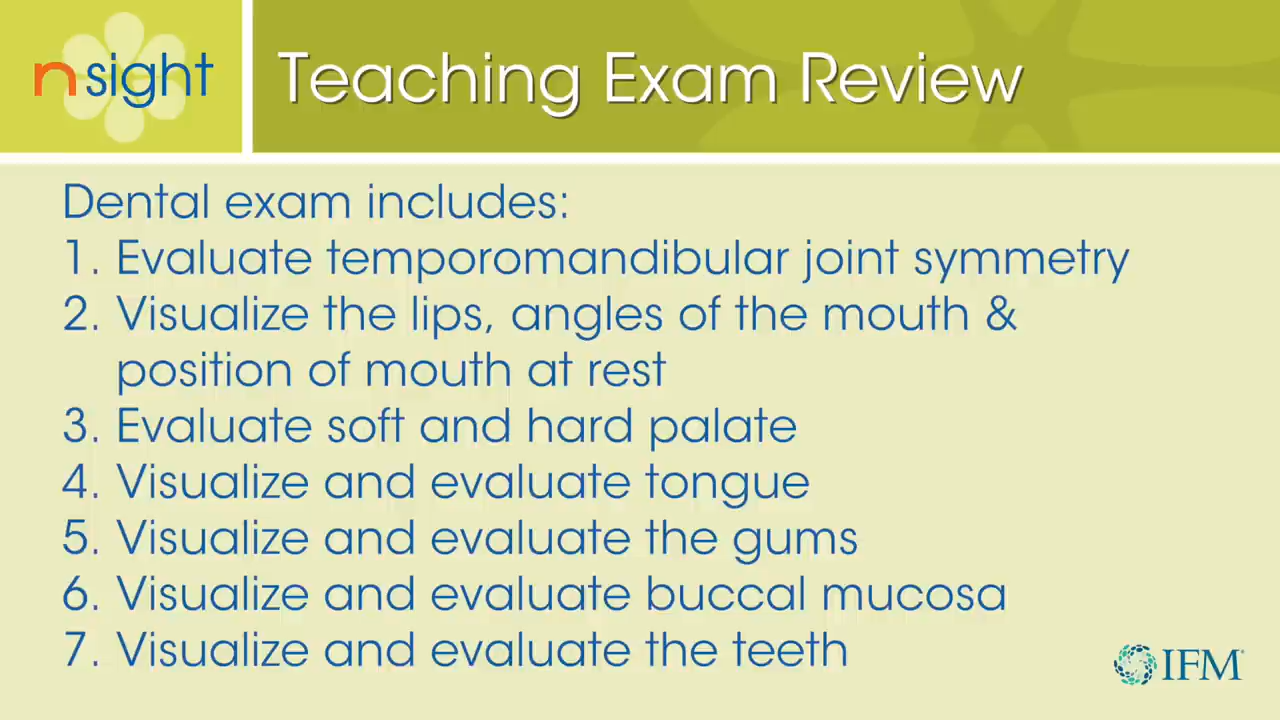 nsight
Teaching Exam Review
Dental exam includes:
1. Evaluate temporomandibular joint symmetry
2. Visualize the lips, angles of the mouth &
position of mouth at rest
3. Evaluate soft and hard palate
4. Visualize and evaluate tongue
5. Visualize and evaluate the gums
6. Visualize and evaluate buccal mucosa
7. Visualize and evaluate the teeth
IFM